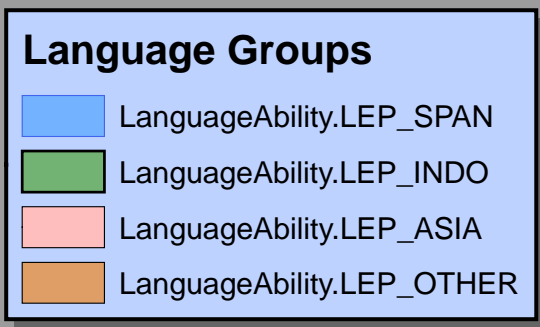 Language Groups
LanguageAbility.LEP_SPAN
LanguageAbility.LEP_INDO
LanguageAbility.LEP_ASIA
LanguageAbility.LEP_OTHER